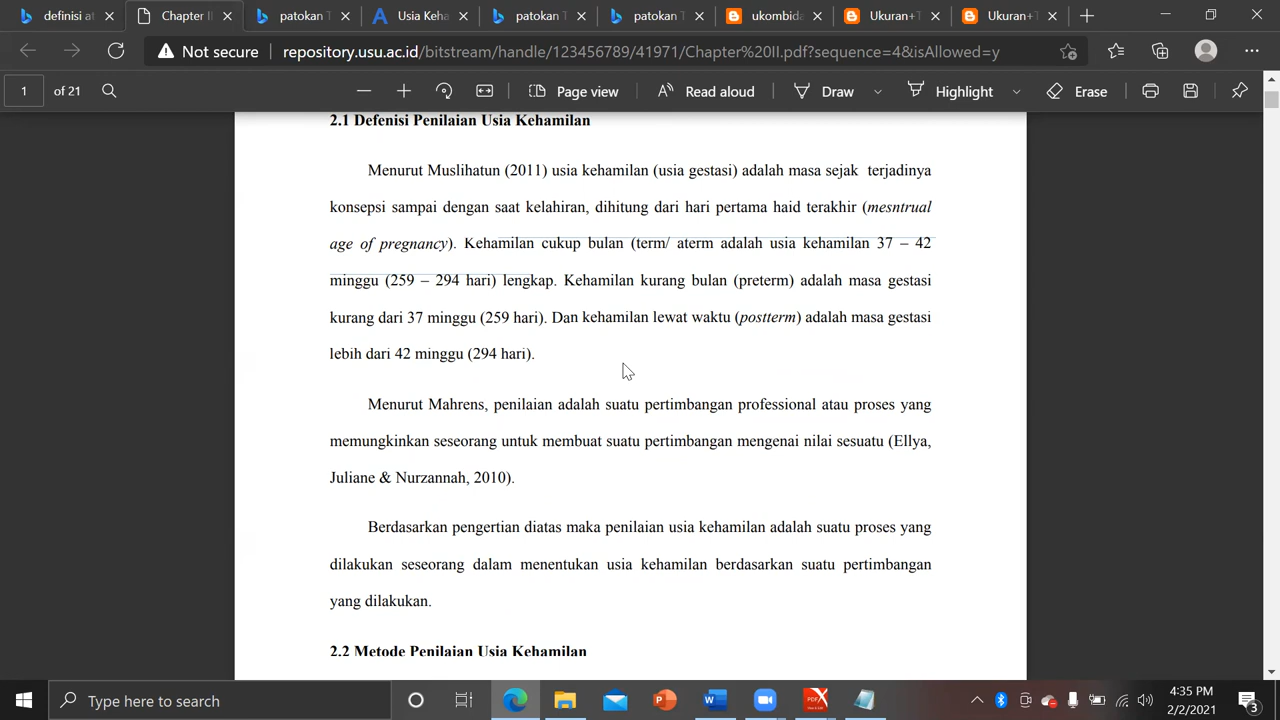 definisi at
Chapter I
patokan T
Usia Keha
patokan T
patokan T
ukombida
Ukuran+T
Ukuran+T
Not secure
repository.usu.ac.id/bitstream/handle/123456789/41971/Chapter%20II.pdf?sequence=4&isAllowed=y
1 of 21
Page view
Read aloud
Draw
Highlight
Erase
2.1 Defenisi Penilaian Usia Kehamilan
Menurut Muslihatun (2011) usia kehamilan (usia gestasi) adalah masa sejak terjadinya
konsepsi sampai dengan saat kelahiran, dihitung dari hari pertama haid terakhir (mesntrual
age of pregnancy). Kehamilan cukup bulan (term/ aterm adalah usia kehamilan 37 – 42
minggu (259 – 294 hari) lengkap. Kehamilan kurang bulan (preterm) adalah masa gestasi
kurang dari 37 minggu (259 hari). Dan kehamilan lewat waktu (postterm) adalah masa gestasi
lebih dari 42 minggu (294 hari).
Menurut Mahrens, penilaian adalah suatu pertimbangan professional atau proses yang
memungkinkan seseorang untuk membuat suatu pertimbangan mengenai nilai sesuatu (Ellya,
Juliane & Nurzannah, 2010).
Berdasarkan pengertian diatas maka penilaian usia kehamilan adalah suatu proses yang
dilakukan seseorang dalam menentukan usia kehamilan berdasarkan suatu pertimbangan
yang dilakukan.
2.2 Metode Penilaian Usia Kehamilan
Type here to search
4:35 PM
2/2/2021
3